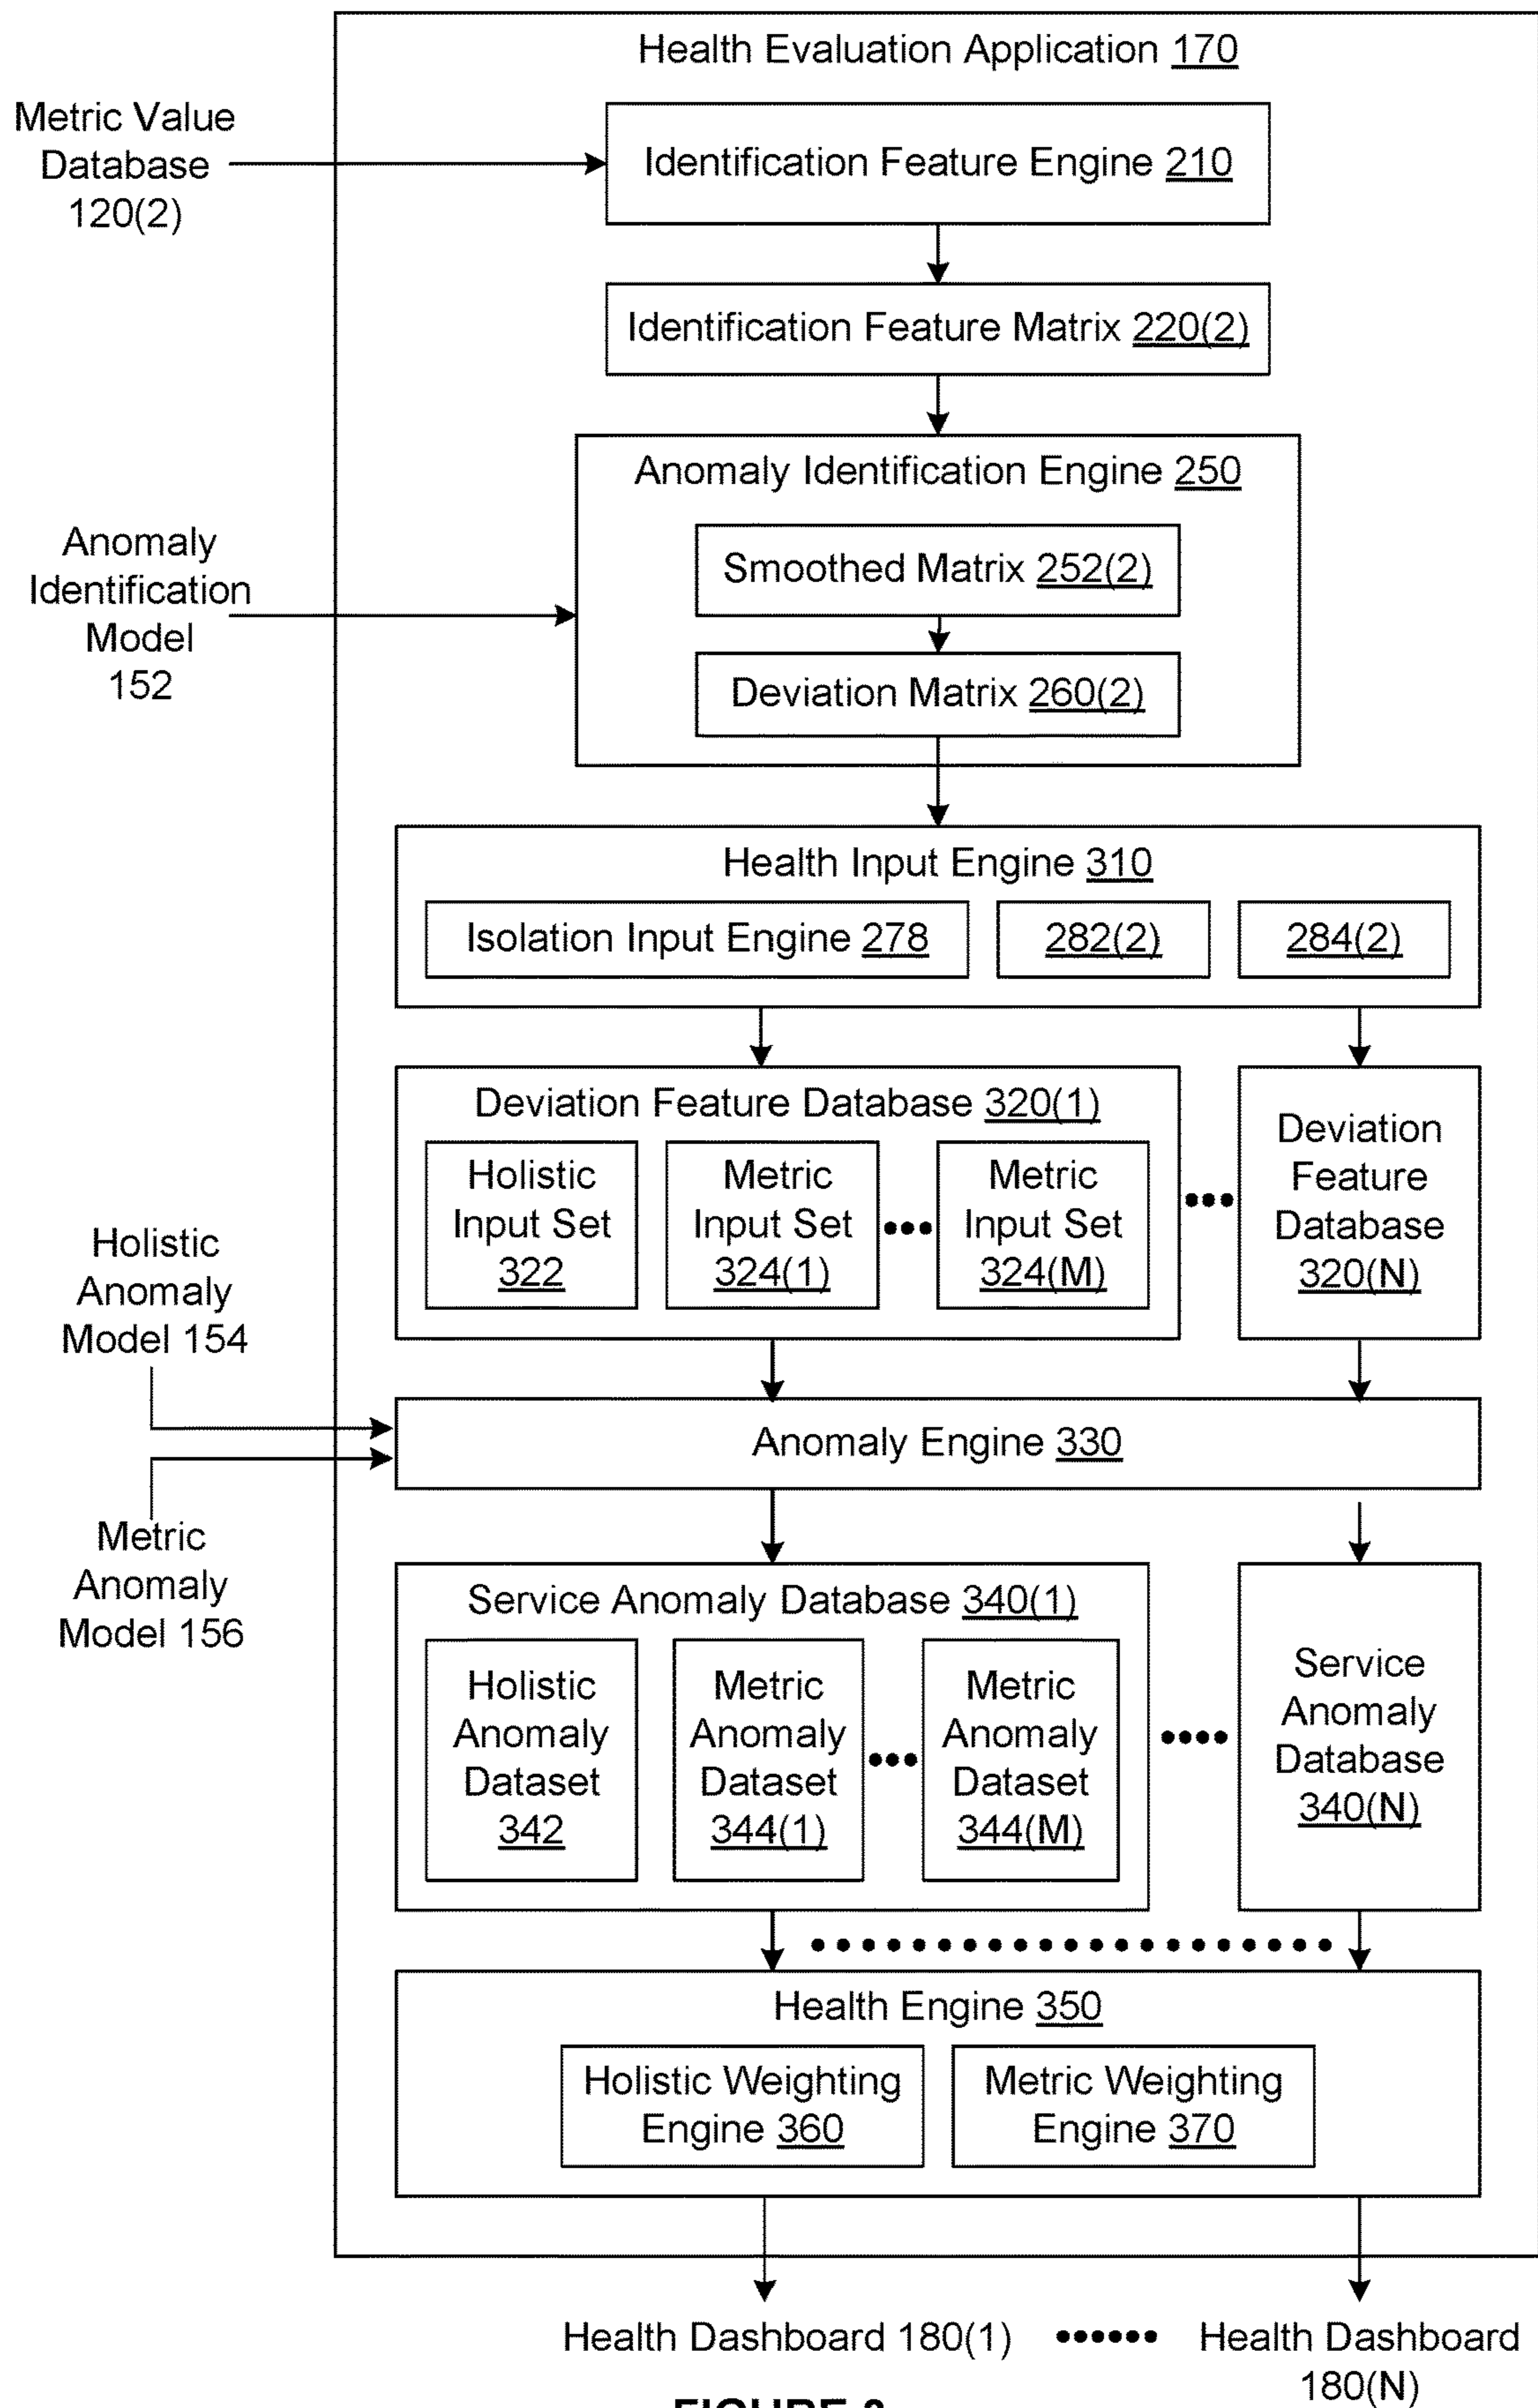 Health Evaluation Application 170
Metric Value
Database
120(2)
Identification Feature Engine 210
Identification Feature Matrix 220(2)
Anomaly Identification Engine 250
Anomaly
Identification
Model
152
Smoothed Matrix 252(2)
Deviation Matrix 260(2)
Health Input Engine 310
Isolation Input Engine 278
282(2)
284(2)
Deviation Feature Database 320(1)
Holistic
Input Set
322
Metric
Input Set
324(1)
Metric
Input Set
324(M)
Deviation
Feature
Database
320(N)
Holistic
Anomaly
Model 154
Anomaly Engine 330
Metric
Anomaly
Model 156
Service Anomaly Database 340(1)
Holistic
Anomaly
Dataset
342
Metric
Anomaly
Dataset
344(1)
Metric
Anomaly
Dataset
344(M)
Service
Anomaly
Database
340(N)
Health Engine 350
Holistic Weighting
Engine 360
Metric Weighting
Engine 370
Health Dashboard 180(1)
Health Dashboard
180(N)
FIGURE